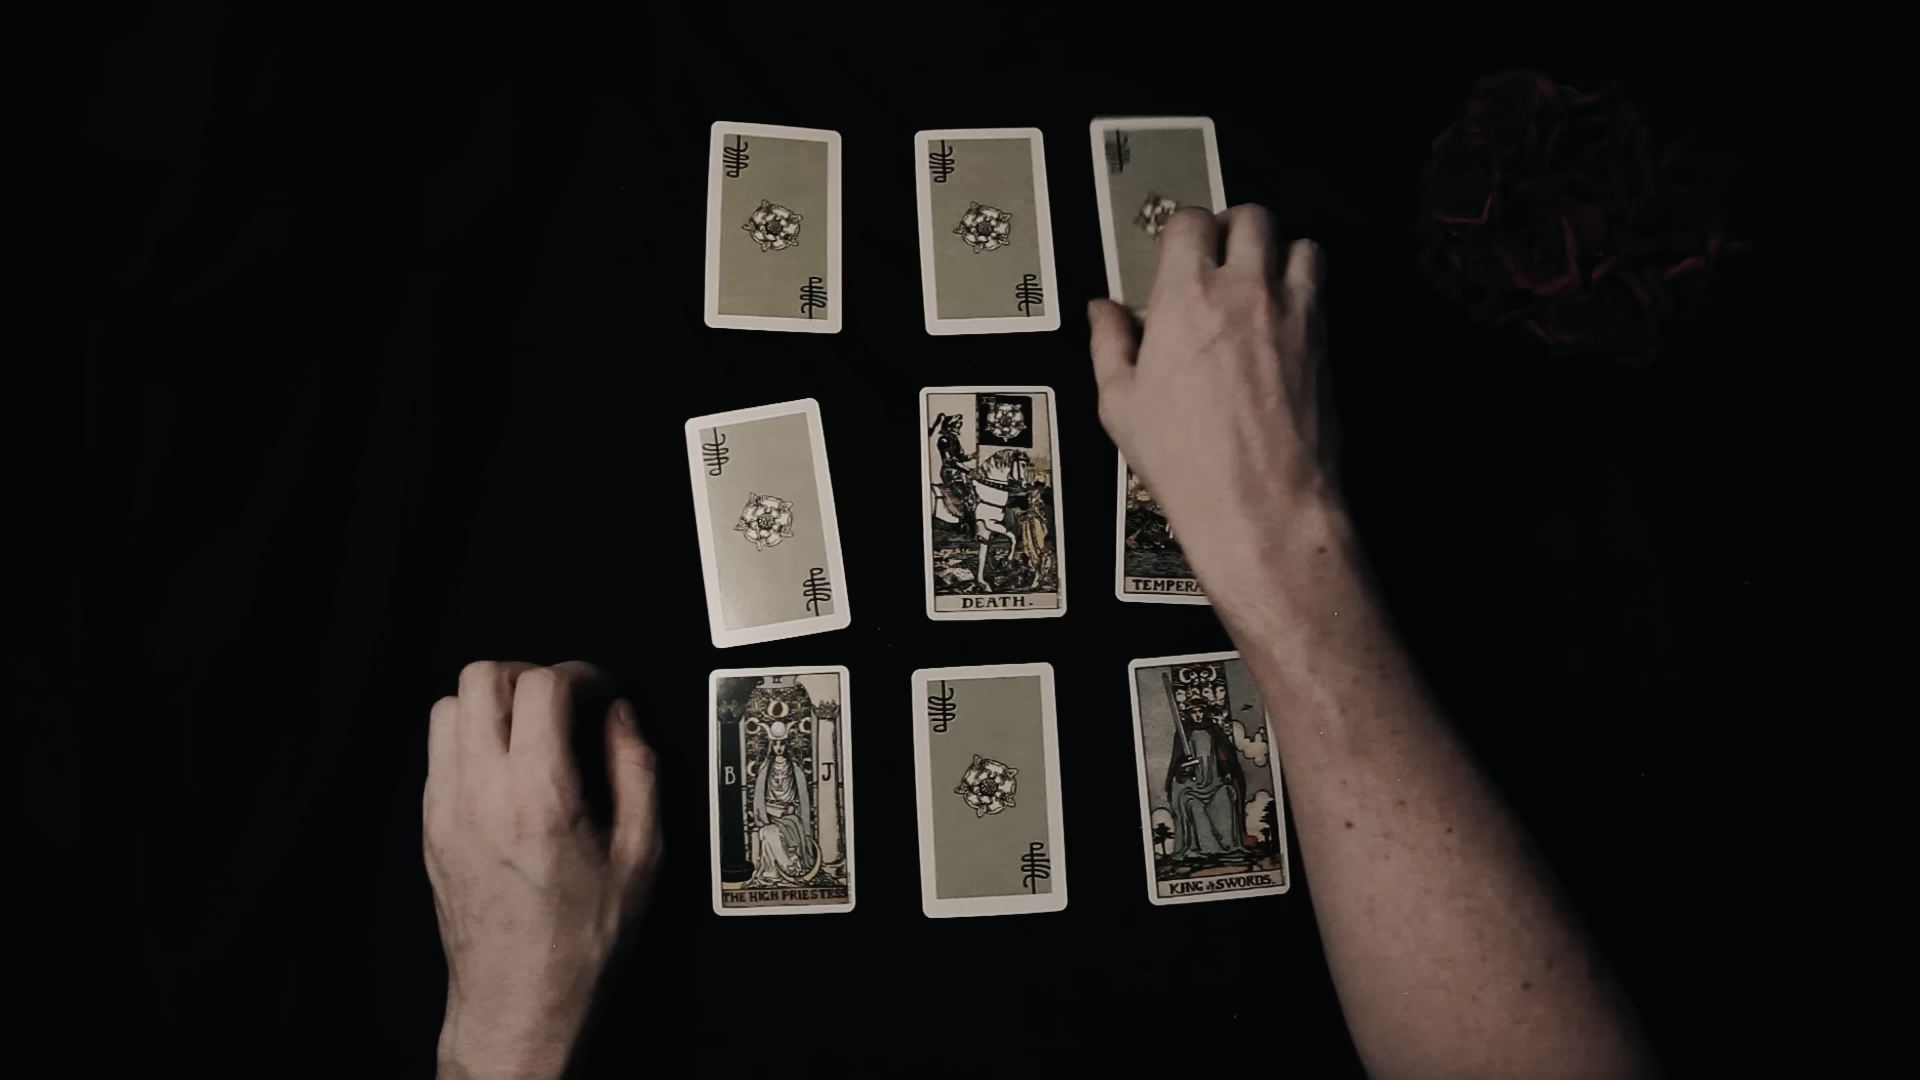 DEATH.
TEMPERA
B J
THE HIGH PRIESTESS
KING of SWORDS.